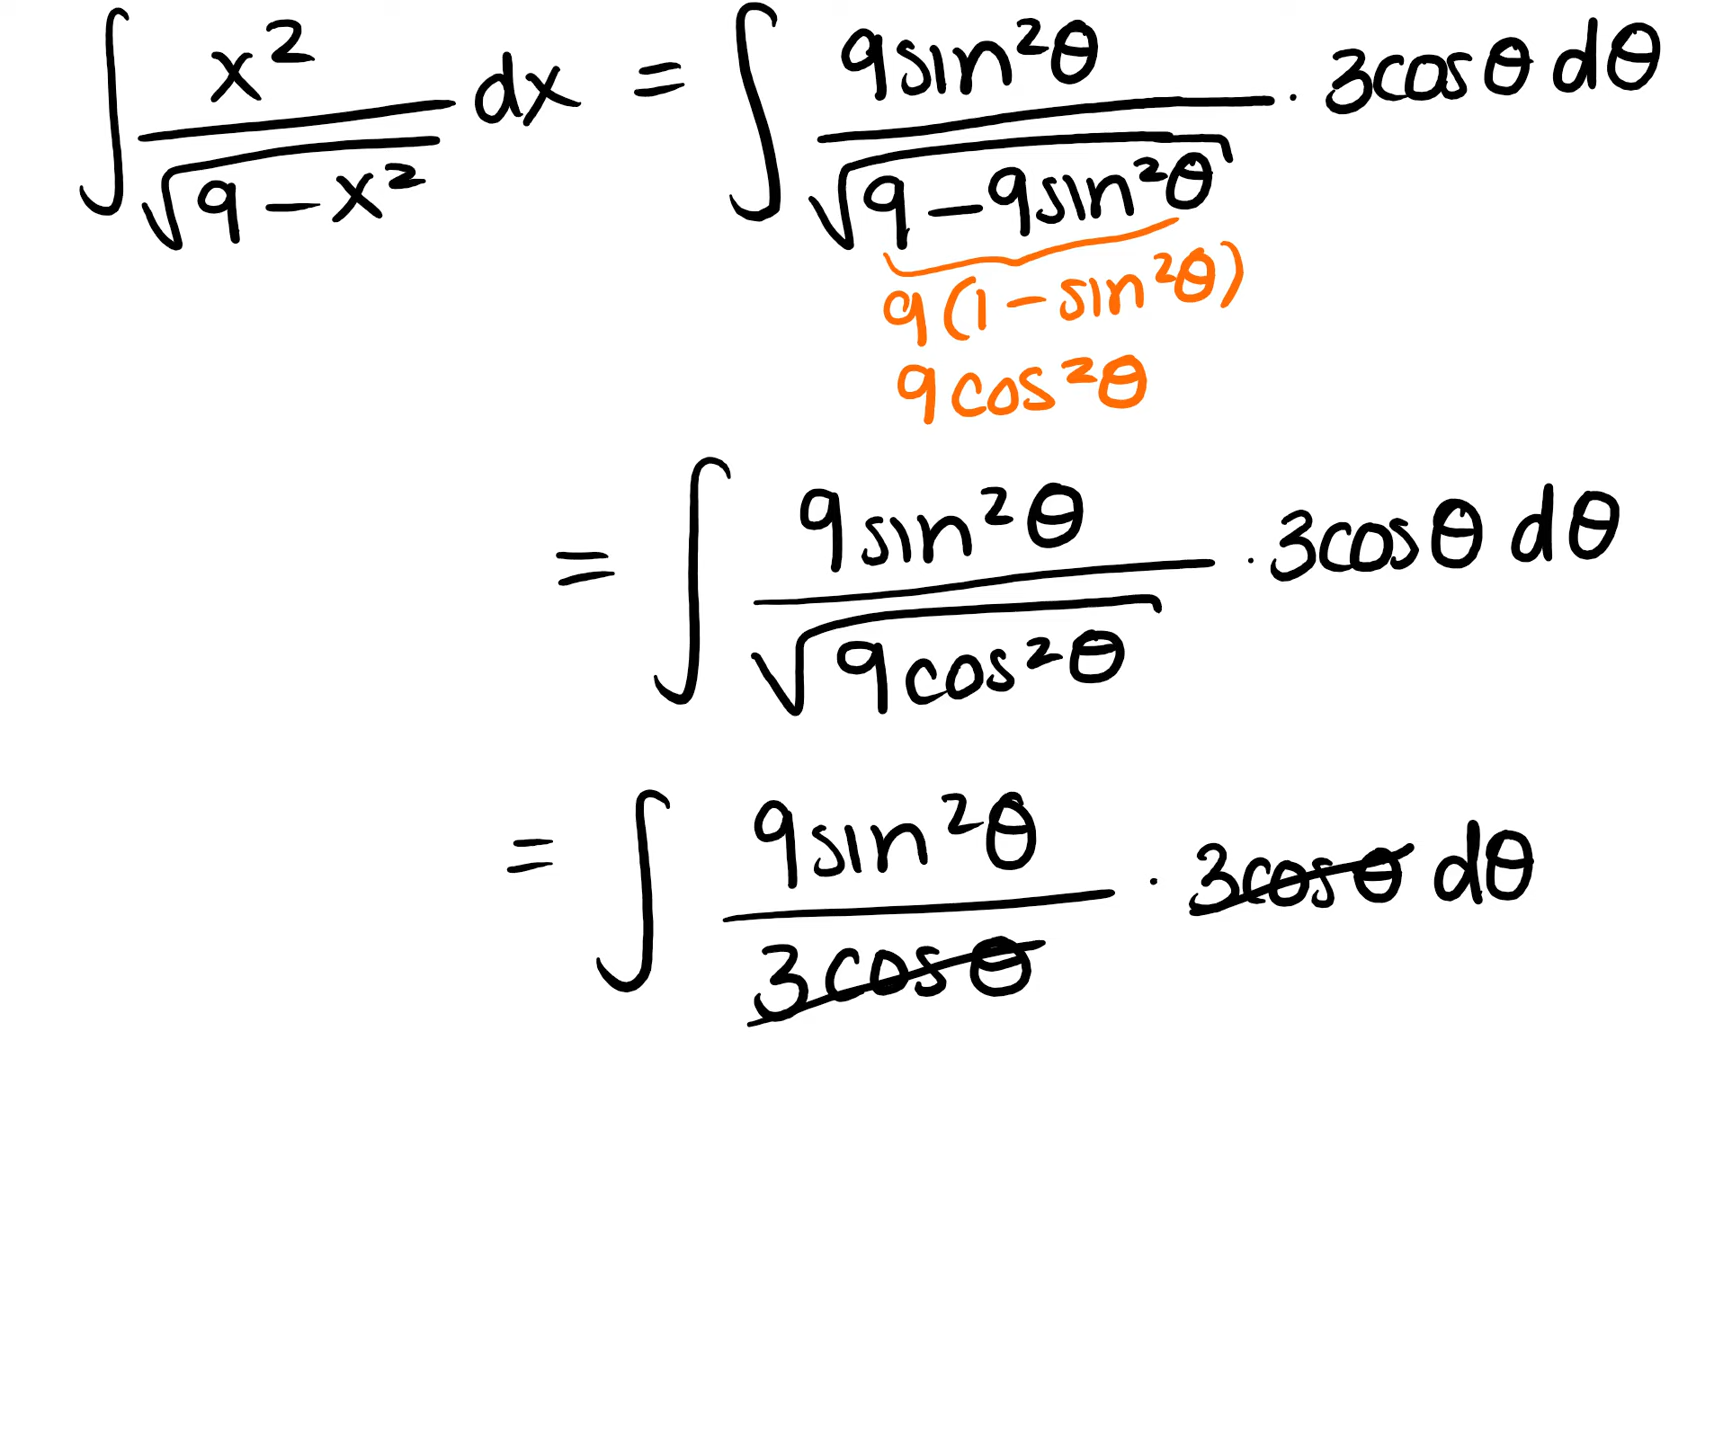 ∫ x²/√(9-x²) dx = ∫ 9sin²θ/√(9-9sin²θ) · 3cosθ dθ
9(1-sin²θ)
9cos²θ
= ∫ 9sin²θ/√(9cos²θ) · 3cosθ dθ
= ∫ 9sin²θ/3cosθ · 3cosθ dθ